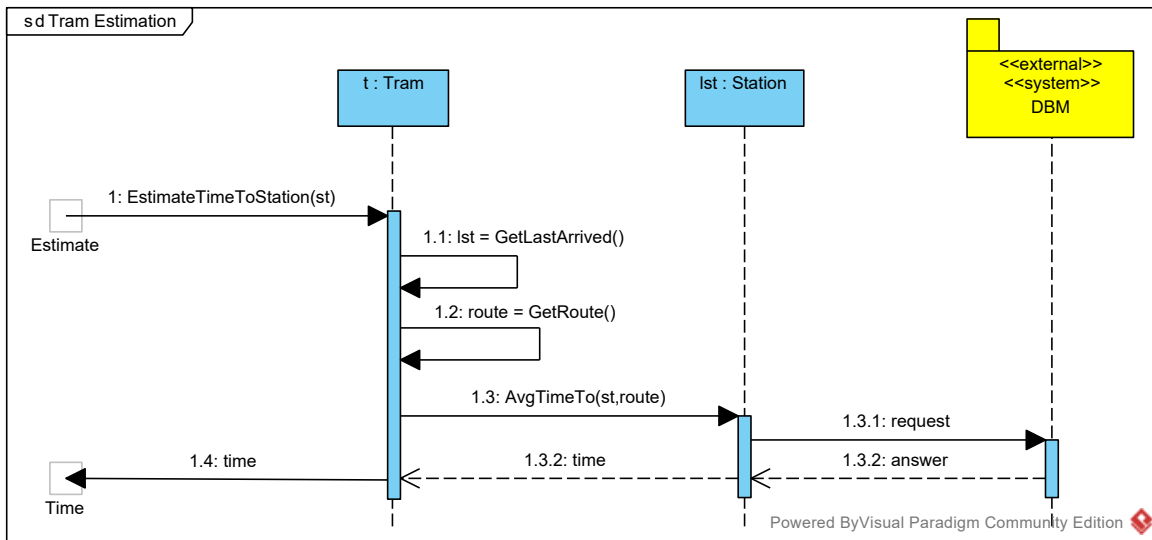 sd Tram Estimation
t : Tram
lst : Station
<<external>>
<<system>>
DBM
1: EstimateTimeToStation(st)
Estimate
1.1: lst = GetLastArrived()
1.2: route = GetRoute()
1.3: AvgTimeTo(st,route)
1.3.1: request
1.4: time
1.3.2: time
1.3.2: answer
Time
Powered ByVisual Paradigm Community Edition